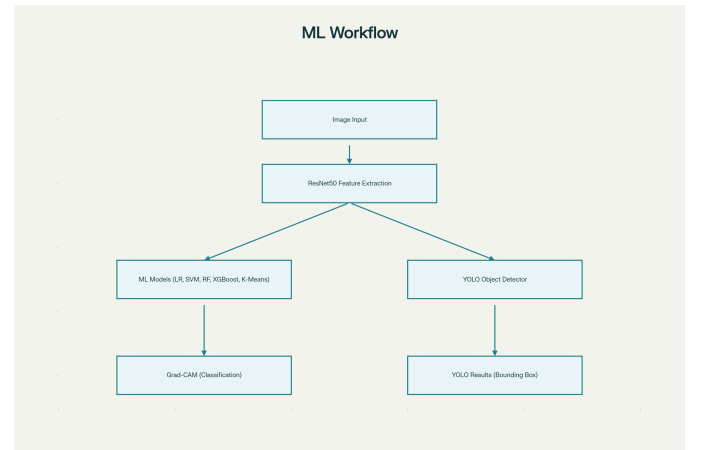 ML Workflow
Image Input
ResNet50 Feature Extraction
ML Models (LR, SVM, RF, XGBoost, K-Means)
YOLO Object Detector
Grad-CAM (Classification)
YOLO Results (Bounding Box)